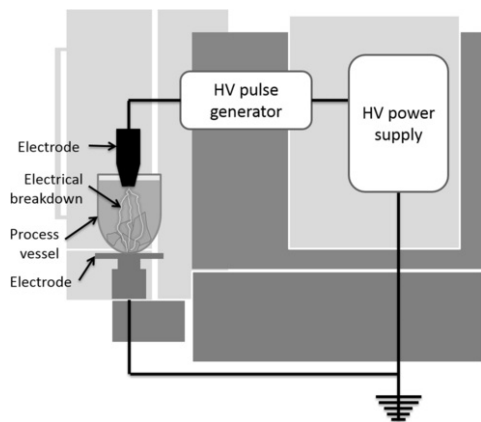 HV pulse
generator
HV power
supply
Electrode
Electrical
breakdown
Process
vessel
Electrode